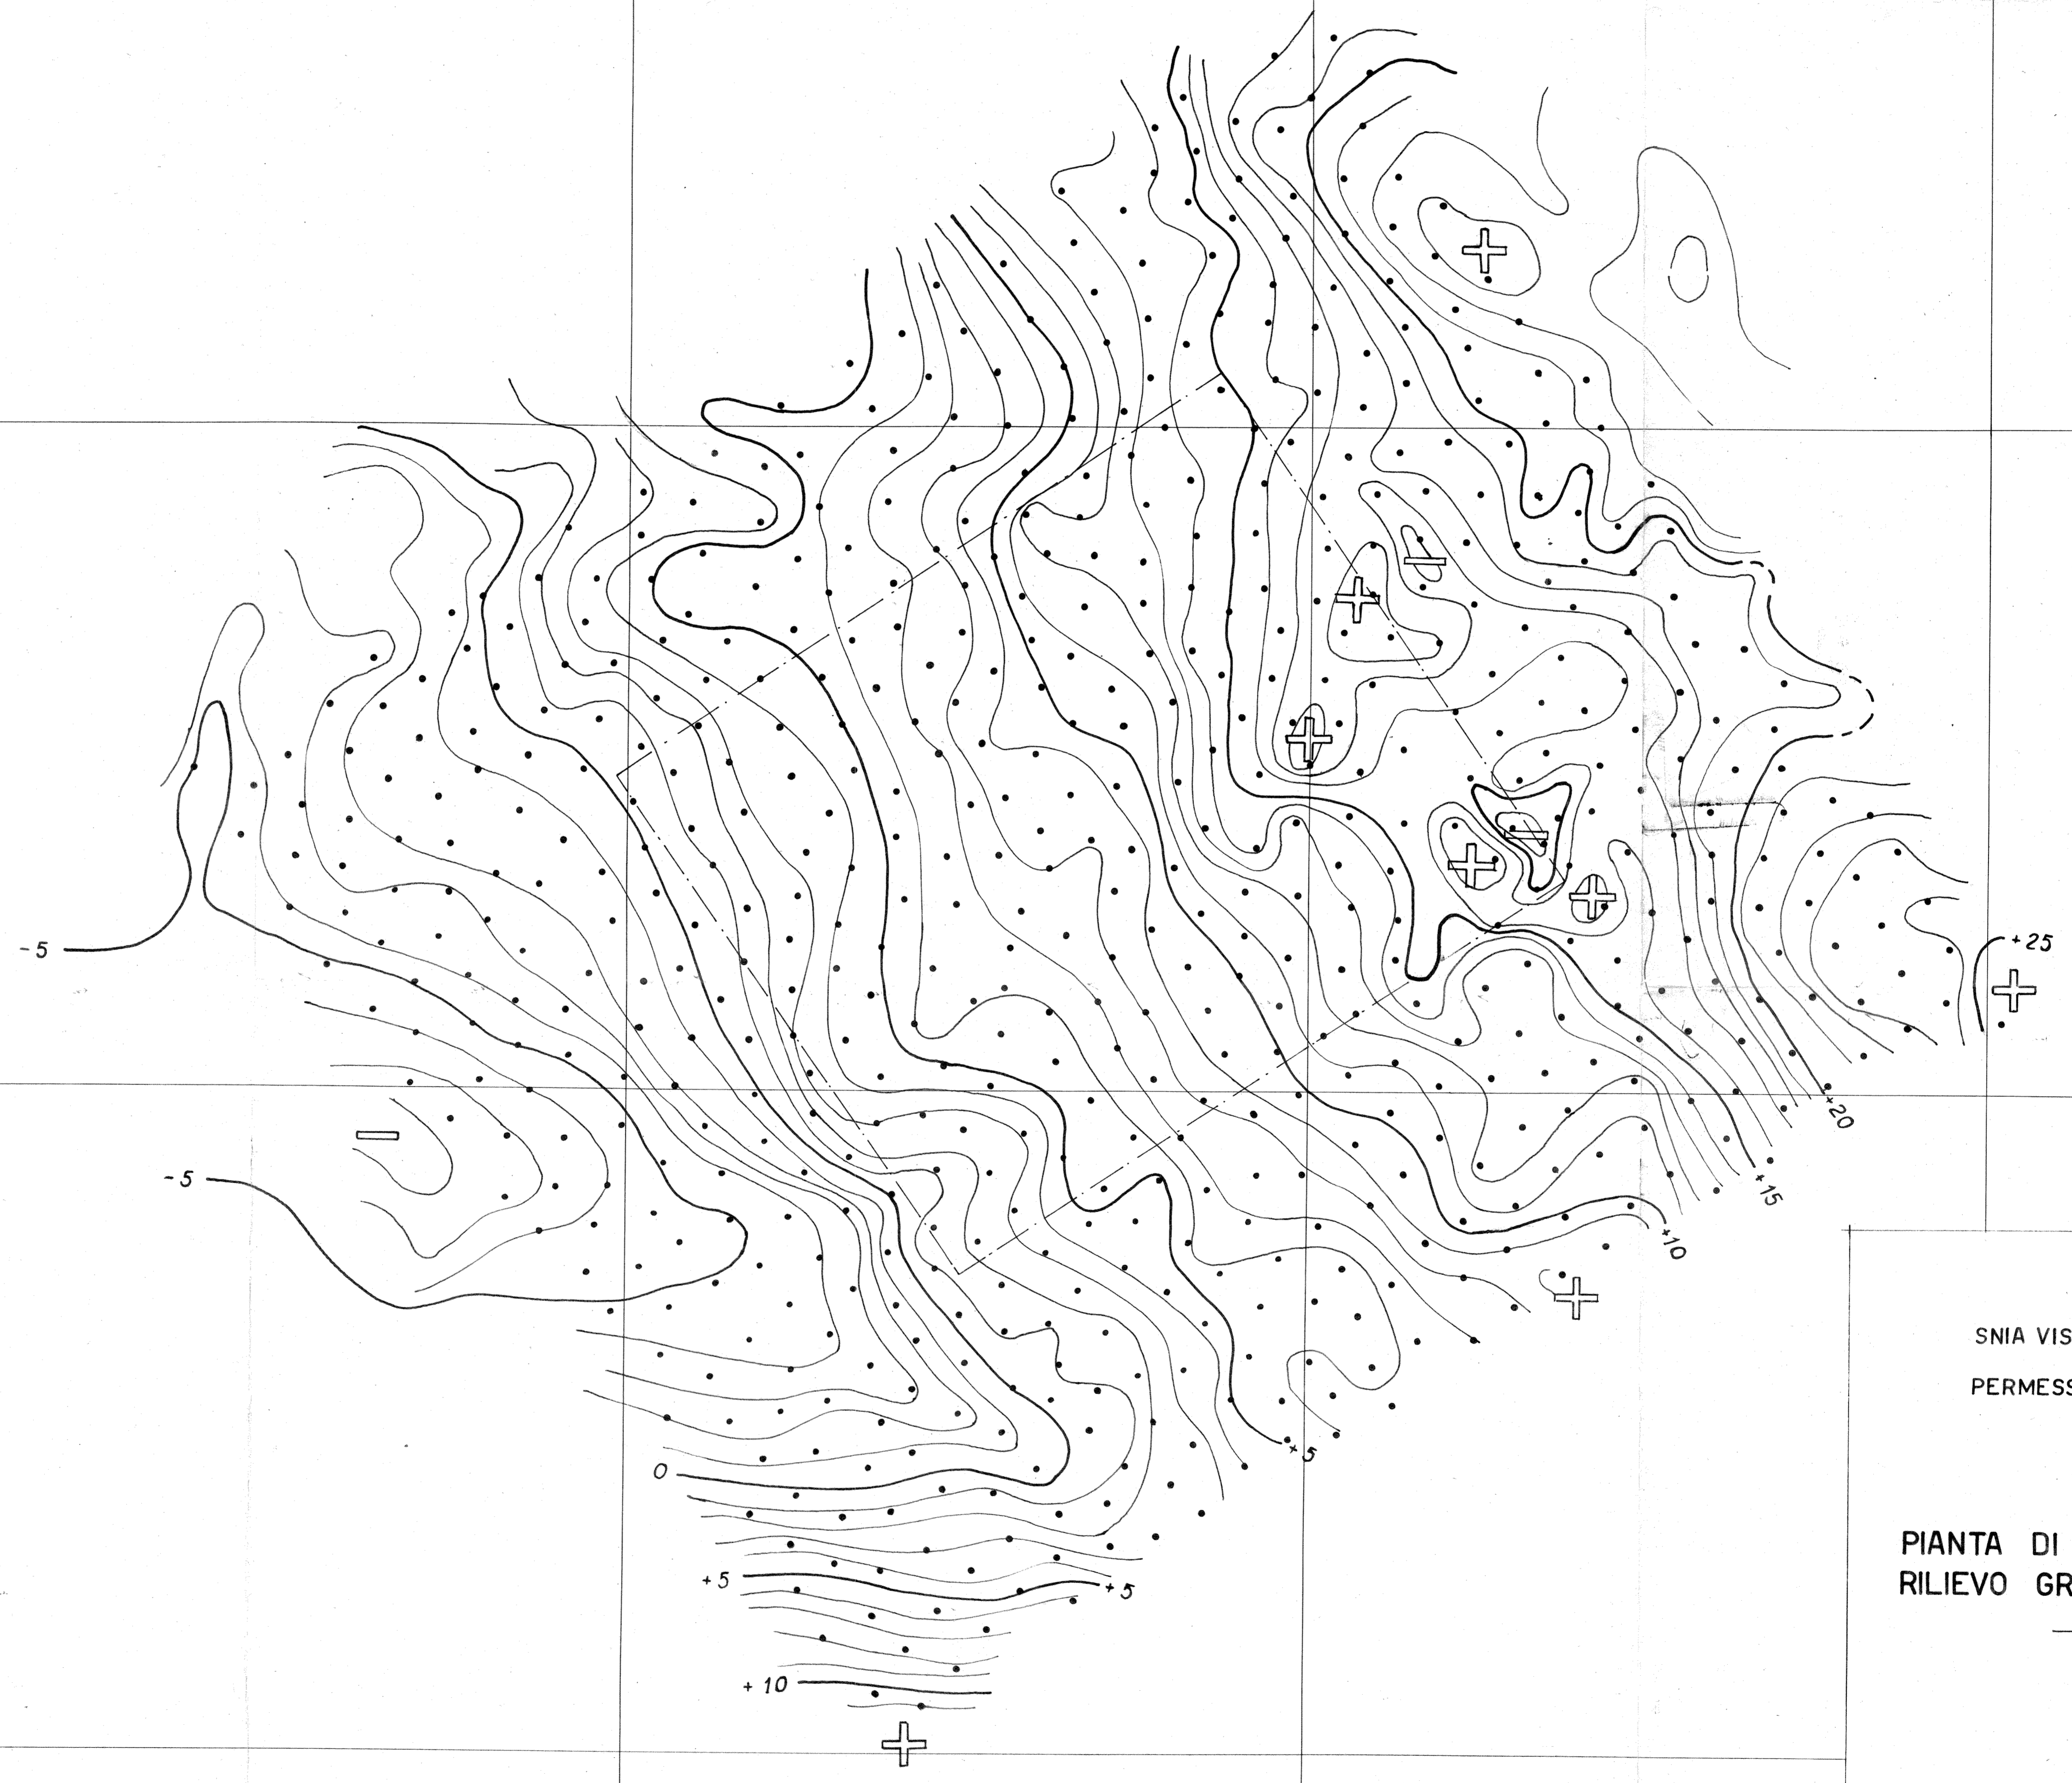 -5
+25
+20
-5
+15
+10
SNIA VIS
PERMESS
+5
0
PIANTA DI
RILIEVO GR
+5
+5
+10